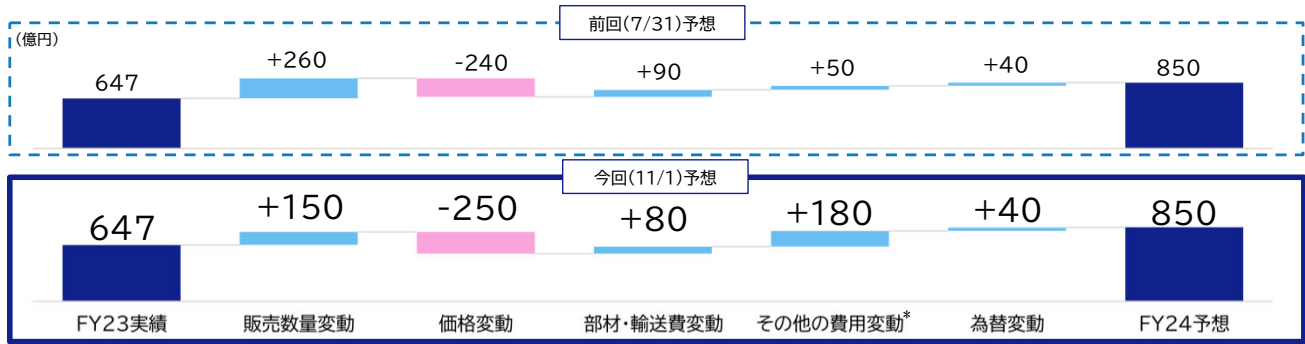 前回(7/31)予想
(億円)
647 +260 -240 +90 +50 +40 850
今回(11/1)予想
647 +150 -250 +80 +180 +40 850
FY23実績 販売数量変動 価格変動 部材・輸送費変動 その他の費用変動* 為替変動 FY24予想